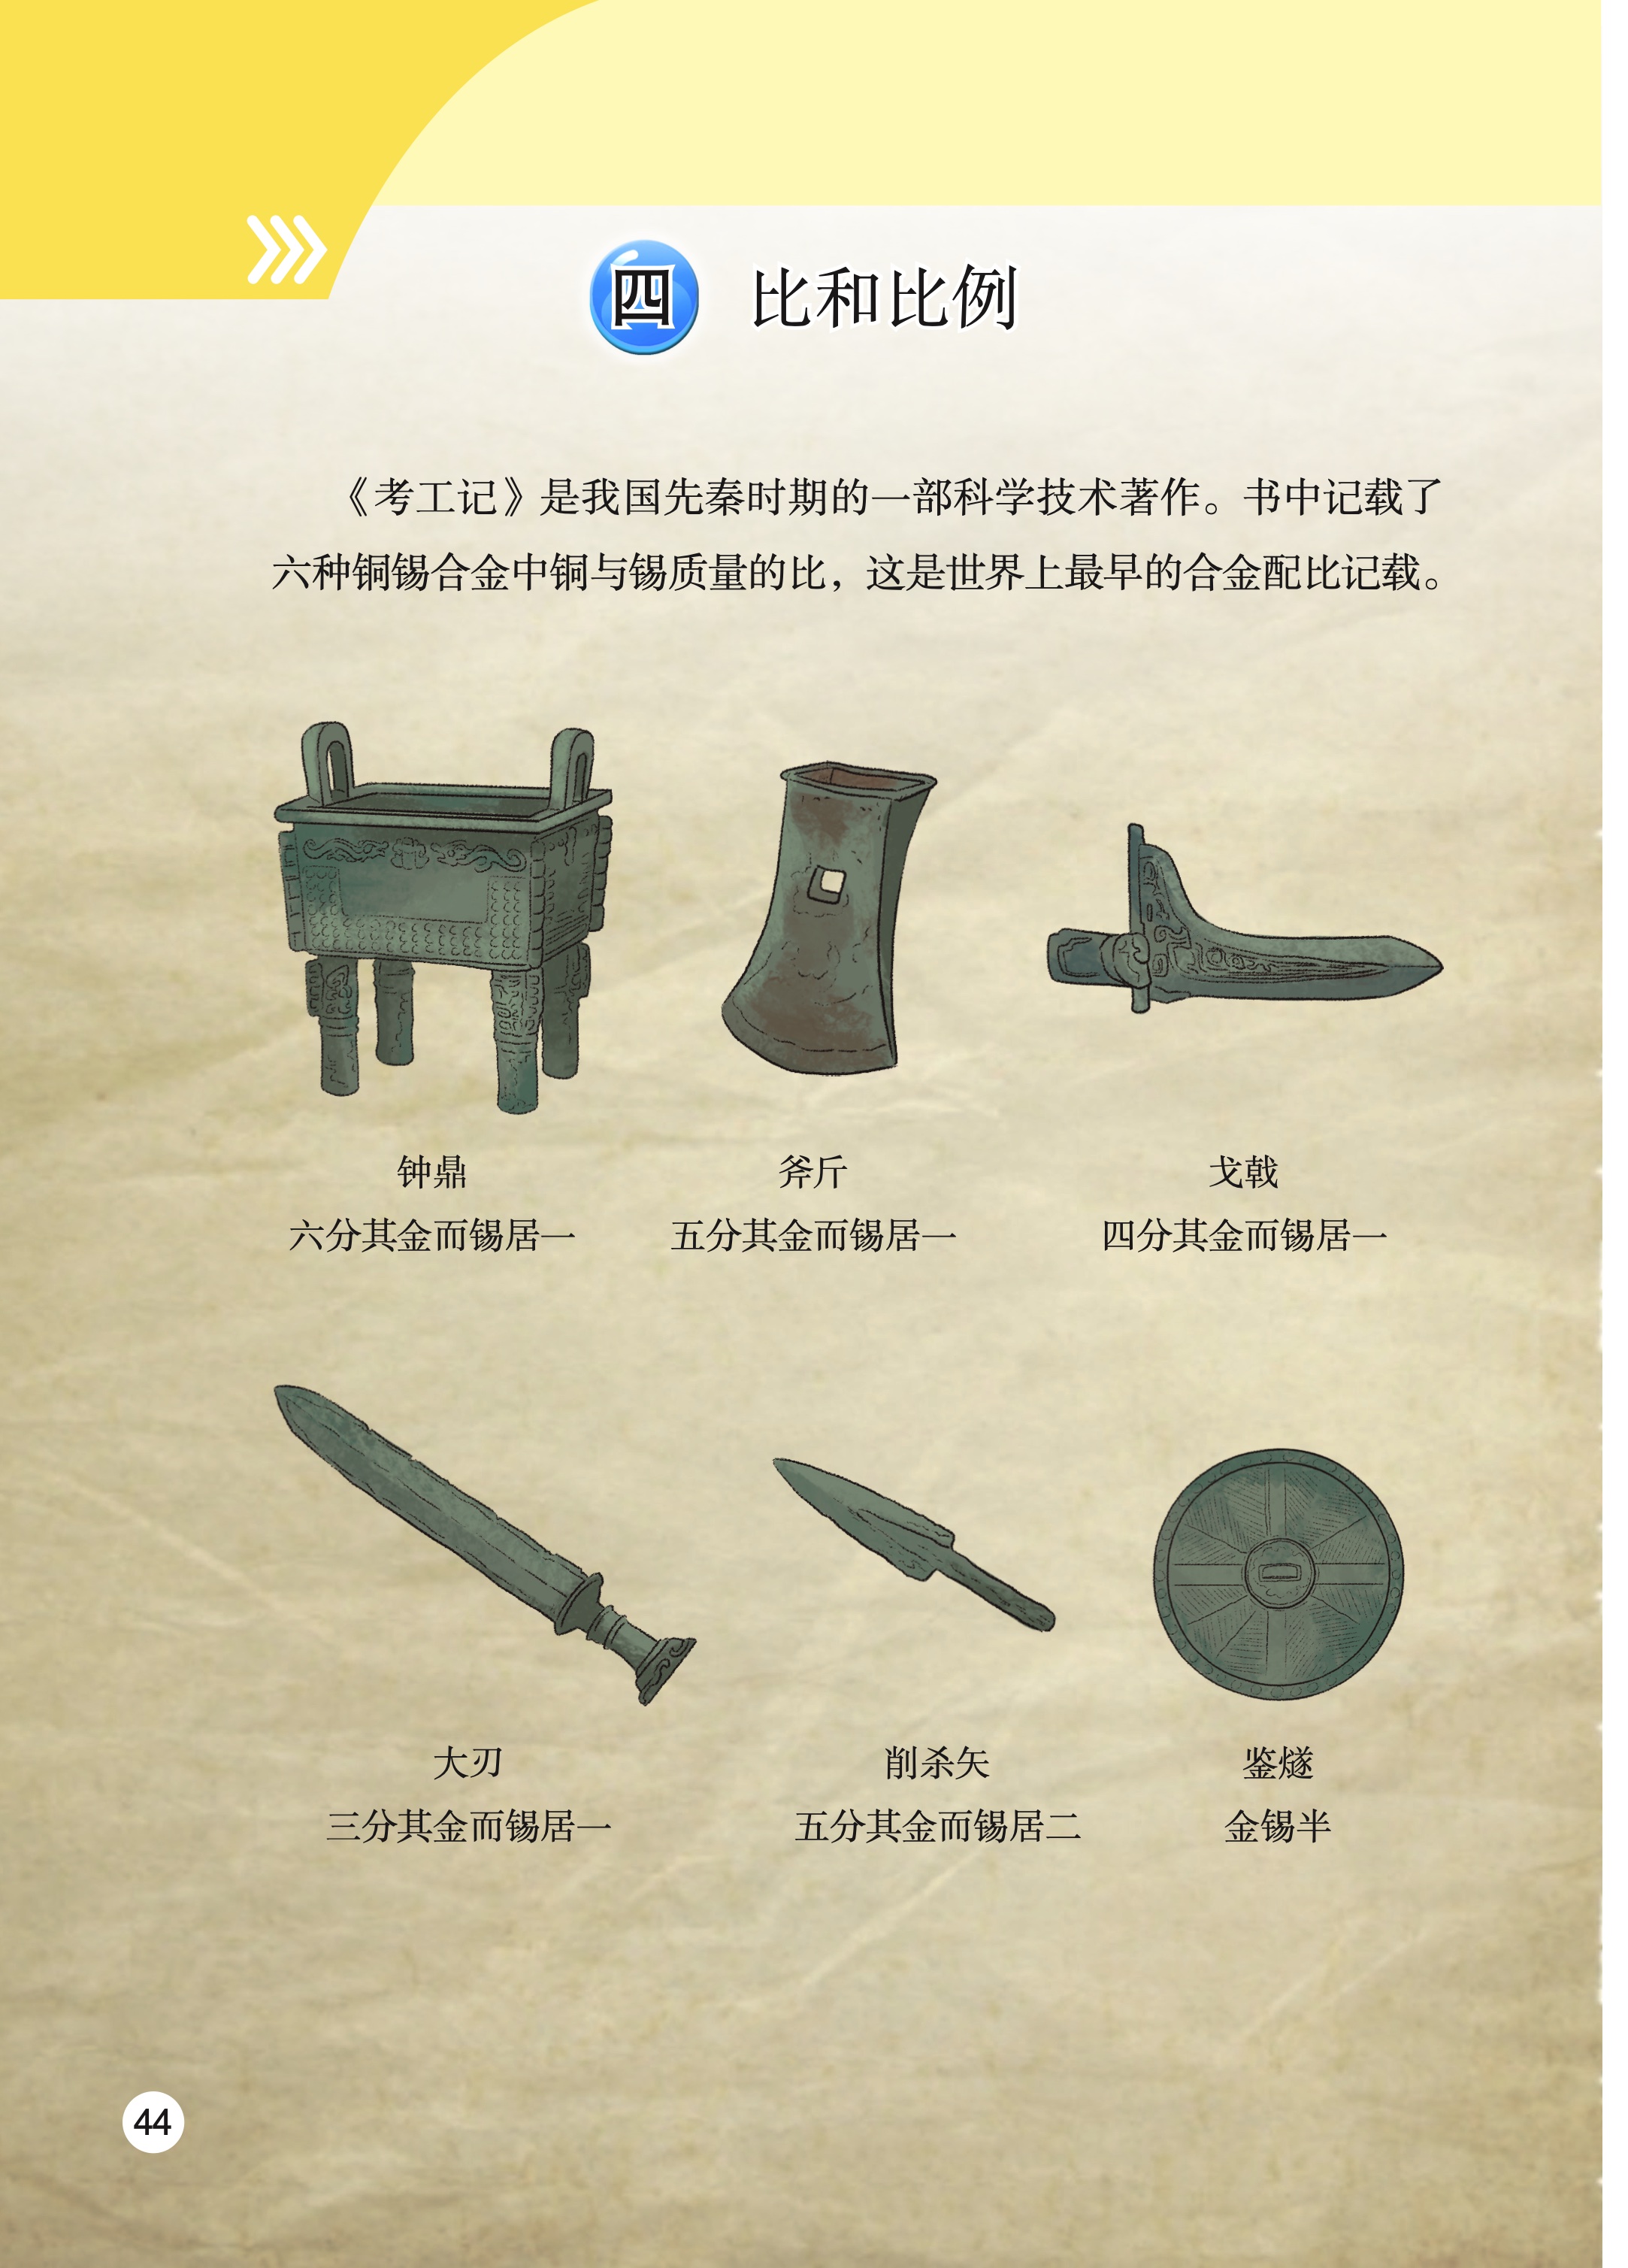 四 比和比例
《考工记》是我国先秦时期的一部科学技术著作。书中记载了
六种铜锡合金中铜与锡质量的比，这是世界上最早的合金配比记载。
钟鼎
六分其金而锡居一
斧斤
五分其金而锡居一
戈戟
四分其金而锡居一
大刃
三分其金而锡居一
削杀矢
五分其金而锡居二
鉴燧
金锡半
44